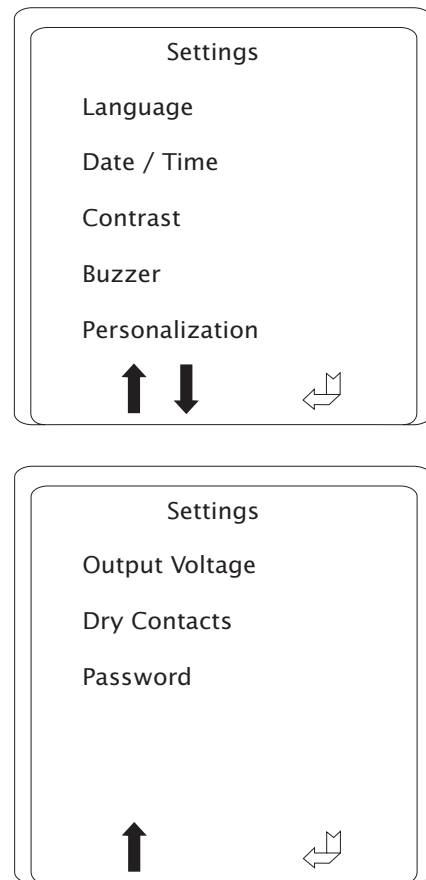 Settings
Language
Date / Time
Contrast
Buzzer
Personalization
Settings
Output Voltage
Dry Contacts
Password